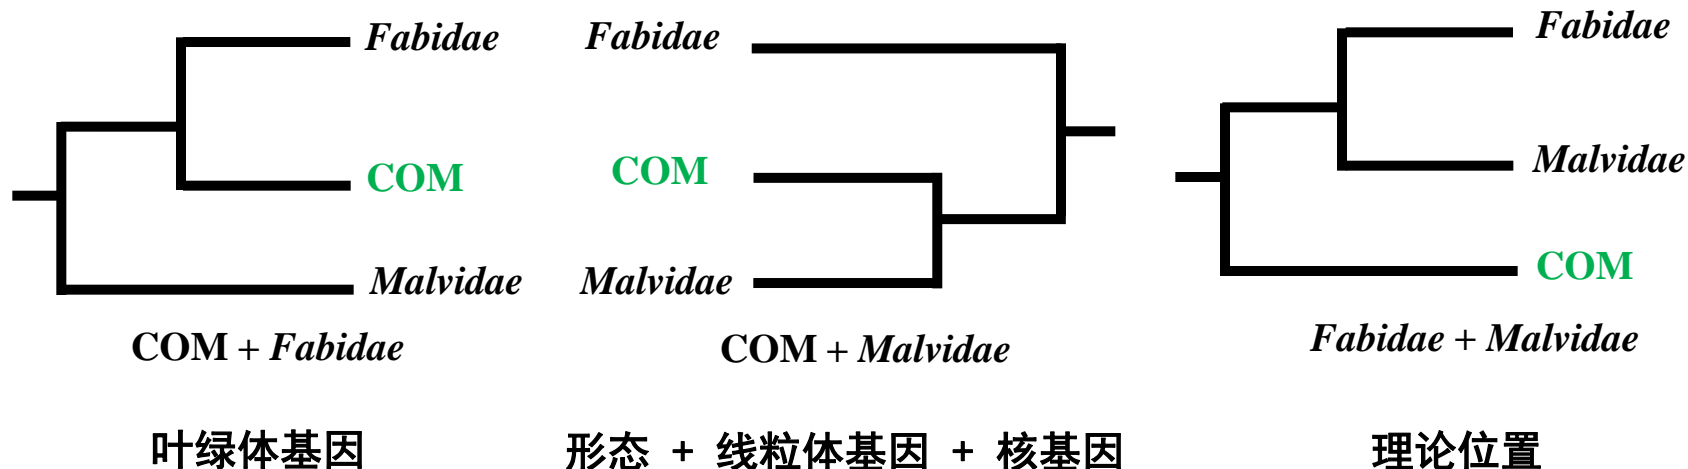 Fabidae
COM
Malvidae
COM + Fabidae
叶绿体基因
Fabidae
COM
Malvidae
COM + Malvidae
形态 + 线粒体基因 + 核基因
Fabidae
Malvidae
COM
Fabidae + Malvidae
理论位置